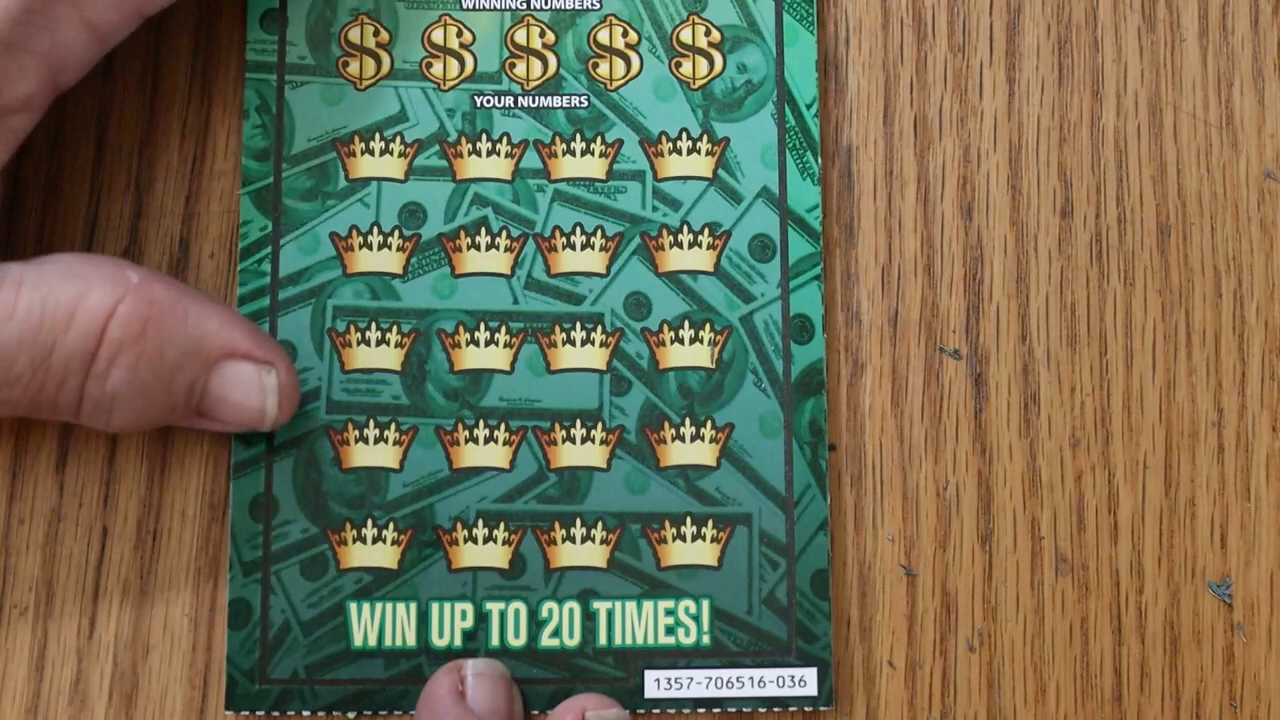 WINNING NUMBERS
$ $ $ $ $
YOUR NUMBERS
WIN UP TO 20 TIMES!
1357-706516-036